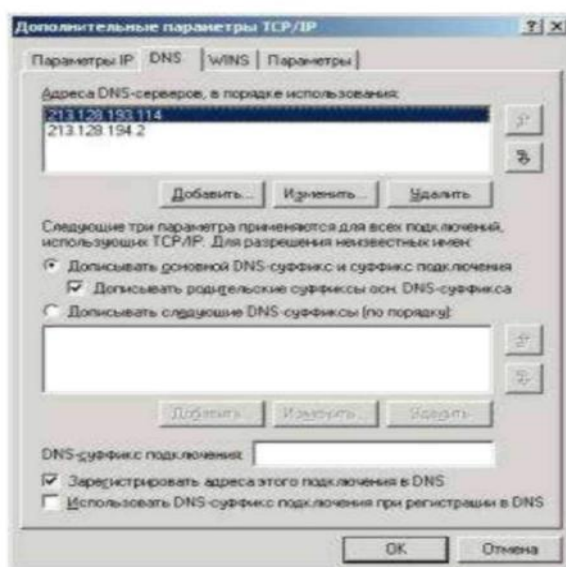 Дополнительные параметры TCP/IP
Параметры IP DNS WINS Параметры
Адреса DNS-серверов, в порядке использования:
213.128.193.114
213.128.194.2
Добавить... Изменить... Удалить
Следующие три параметра применяются для всех подключений,
использующих TCP/IP. Для разрешения неизвестных имен:
Дописывать основной DNS-суффикс и суффикс подключения
Дописывать родительские суффиксы осн. DNS-суффикса
Дописывать следующие DNS-суффиксы (по порядку):
Добавить... Изменить... Удалить
DNS-суффикс подключения:
Зарегистрировать адреса этого подключения в DNS
Использовать DNS-суффикс подключения при регистрации в DNS
OK Отмена